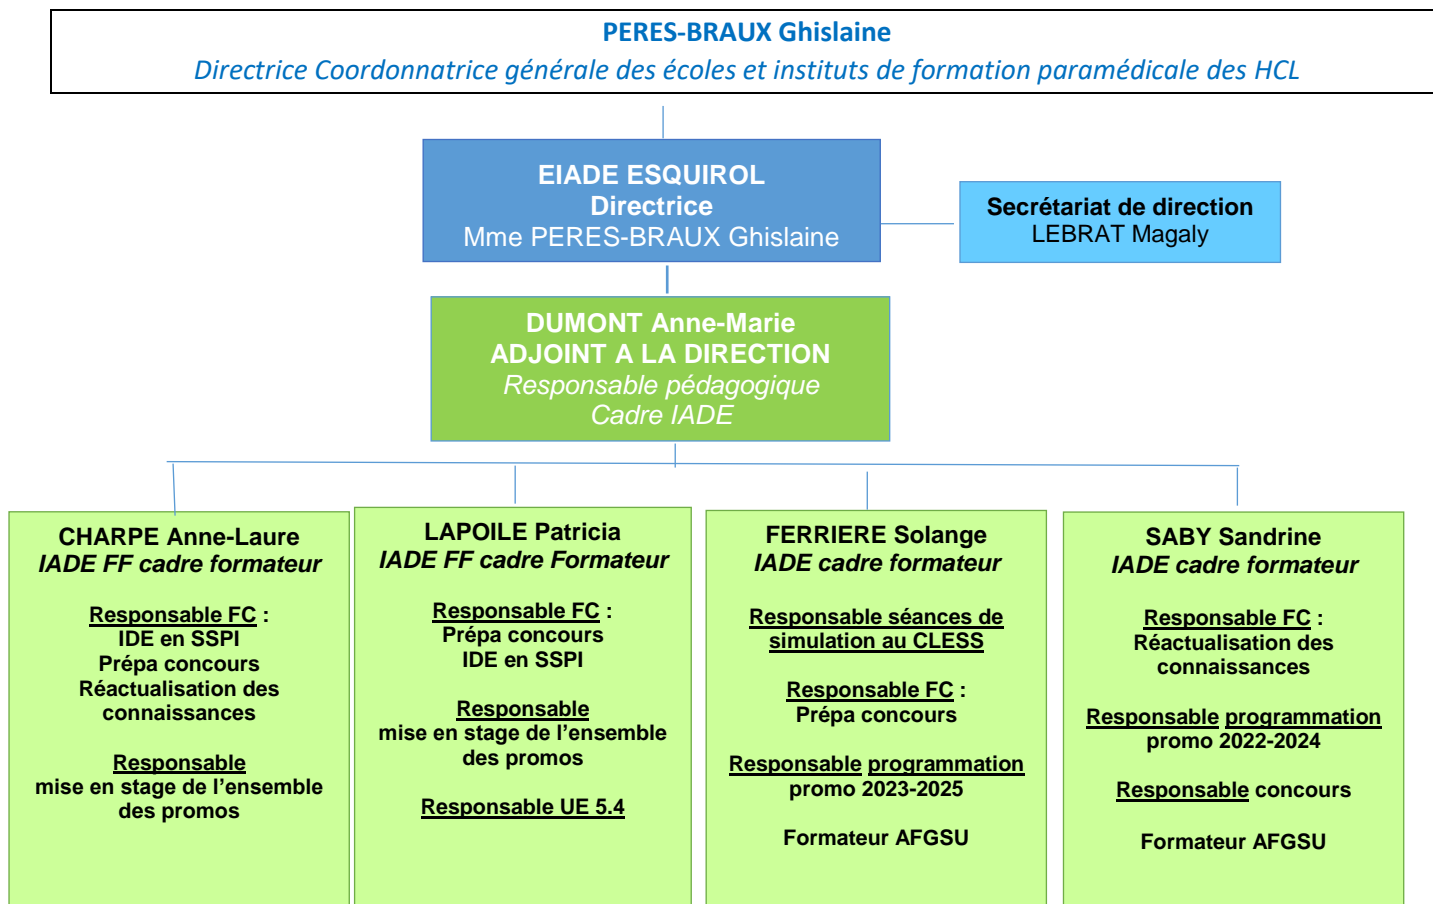 PERES-BRAUX Ghislaine
Directrice Coordonnatrice générale des écoles et instituts de formation paramédicale des HCL
EIADE ESQUIROL
Directrice
Mme PERES-BRAUX Ghislaine
Secrétariat de direction
LEBRAT Magaly
DUMONT Anne-Marie
ADJOINT A LA DIRECTION
Responsable pédagogique
Cadre IADE
CHARPE Anne-Laure
IADE FF cadre formateur
Responsable FC :
IDE en SSPI
Prépa concours
Réactualisation des
connaissances
Responsable
mise en stage de l’ensemble
des promos
LAPOILE Patricia
IADE FF cadre Formateur
Responsable FC :
Prépa concours
IDE en SSPI
Responsable
mise en stage de l’ensemble
des promos
Responsable UE 5.4
FERRIERE Solange
IADE cadre formateur
Responsable séances de
simulation au CLESS
Responsable FC :
Prépa concours
Responsable programmation
promo 2023-2025
Formateur AFGSU
SABY Sandrine
IADE cadre formateur
Responsable FC :
Réactualisation des
connaissances
Responsable programmation
promo 2022-2024
Responsable concours
Formateur AFGSU